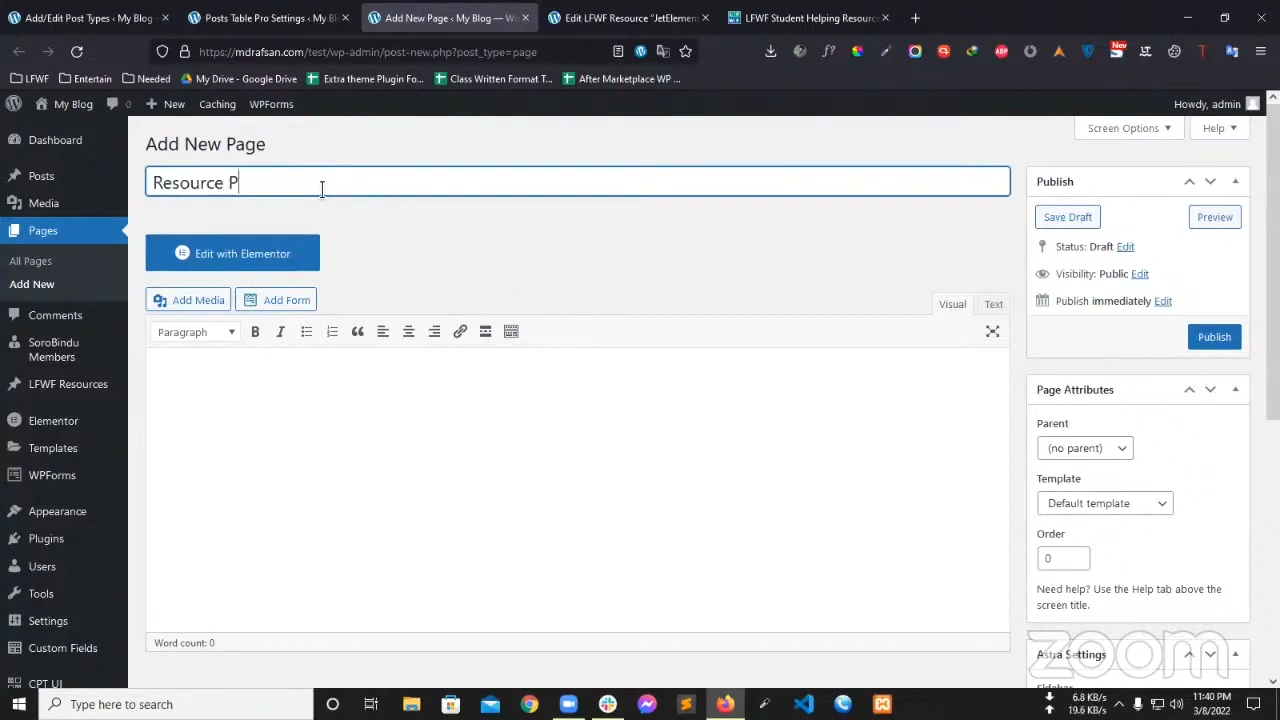 Add/Edit Post Types ‹ My Blog —
Posts Table Pro Settings ‹ My Bl
Add New Page ‹ My Blog — Wo
Edit LFWF Resource "JetElemen
LFWF Student Helping Resource
https://mdrafsan.com/test/wp-admin/post-new.php?post_type=page
New
ABP
LFWF
Entertain
Needed
My Drive - Google Drive
Extra theme Plugin Fo...
Class Written Format T...
After Marketplace WP ...
My Blog
0
New
Caching
WPForms
Howdy, admin
Screen Options
Help
Dashboard
Posts
Media
Pages
All Pages
Add New
Comments
SoroBindu
Members
LFWF Resources
Elementor
Templates
WPForms
Appearance
Plugins
Users
Tools
Settings
Custom Fields
CPT UI
Add New Page
Resource P
Edit with Elementor
Add Media
Add Form
Visual
Text
Paragraph
Word count: 0
Publish
Save Draft
Preview
Status: Draft Edit
Visibility: Public Edit
Publish immediately Edit
Publish
Page Attributes
Parent
(no parent)
Template
Default template
Order
0
Need help? Use the Help tab above the
screen title.
Astra Settings
Sidebar
zoom
Type here to search
6.8 KB/s
19.6 KB/s
11:40 PM
3/8/2022